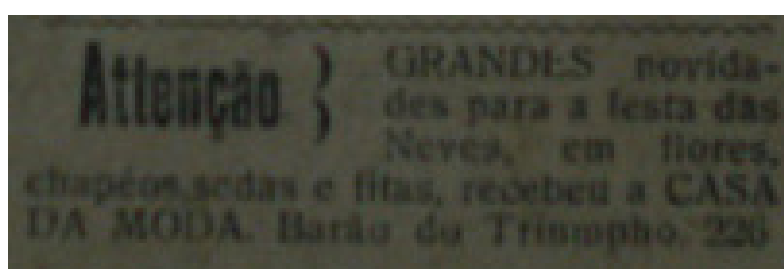 Attenção } GRANDES novida-
des para a festa das
Neves, em flores,
chapéos, sedas e fitas, recebeu a CASA
DA MODA. Barão do Triumpho, 226